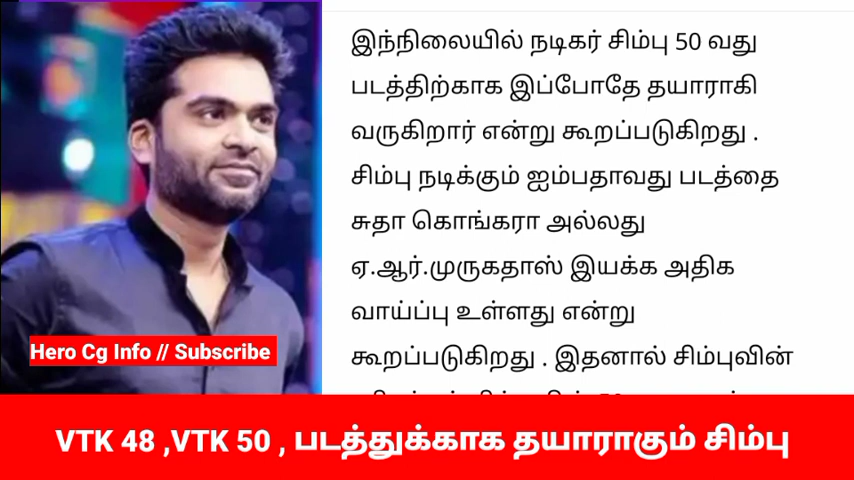 இந்நிலையில் நடிகர் சிம்பு 50 வது
படத்திற்காக இப்போதே தயாராகி
வருகிறார் என்று கூறப்படுகிறது .
சிம்பு நடிக்கும் ஐம்பதாவது படத்தை
சுதா கொங்கரா அல்லது
ஏ.ஆர்.முருகதாஸ் இயக்க அதிக
வாய்ப்பு உள்ளது என்று
கூறப்படுகிறது . இதனால் சிம்புவின்
Hero Cg Info // Subscribe
VTK 48 ,VTK 50 , படத்துக்காக தயாராகும் சிம்பு